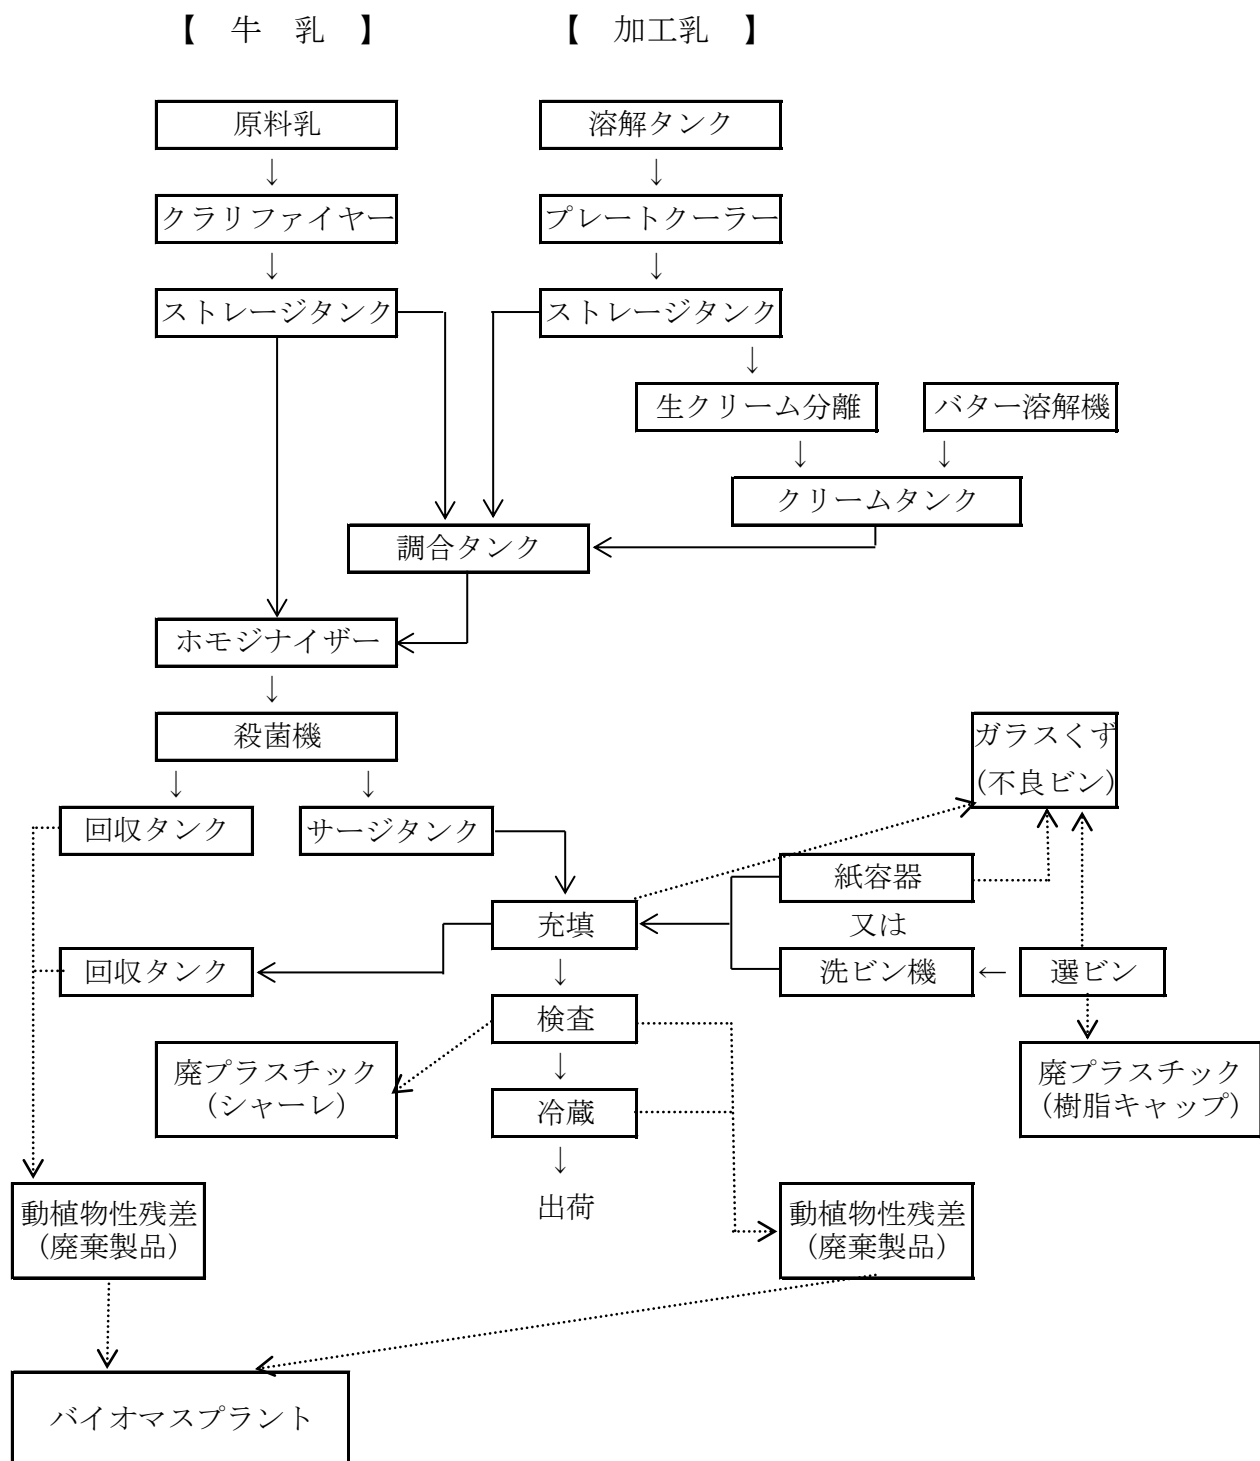 【 牛 乳 】
【 加工乳 】
原料乳
溶解タンク
↓
↓
クラリファイヤー
プレートクーラー
↓
↓
ストレージタンク
ストレージタンク
↓
生クリーム分離
バター溶解機
↓
↓
クリームタンク
調合タンク
ホモジナイザー
↓
殺菌機
ガラスくず
(不良ビン)
↓
↓
回収タンク
サージタンク
紙容器
充填
又は
回収タンク
↓
洗ビン機
←
選ビン
検査
廃プラスチック
(シャーレ)
↓
廃プラスチック
(樹脂キャップ)
冷蔵
↓
出荷
動植物性残差
(廃棄製品)
動植物性残差
(廃棄製品)
バイオマスプラント